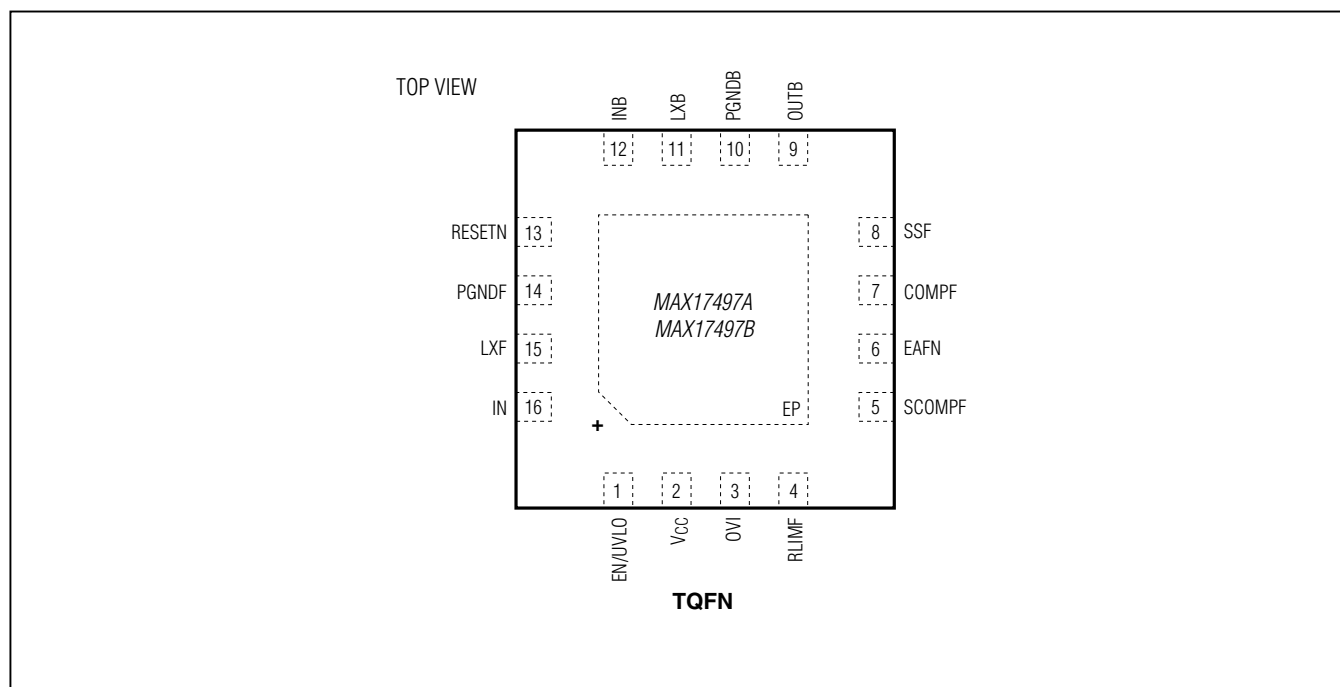 TOP VIEW
INB
LXB
PGNDB
OUTB
12
11
10
9
RESETN 13
8 SSF
PGNDF 14
7 COMPF
MAX17497A
MAX17497B
LXF 15
6 EAFN
IN 16
EP
5 SCOMPF
+
1
2
3
4
EN/UVLO
VCC
OVI
RLIMF
TQFN